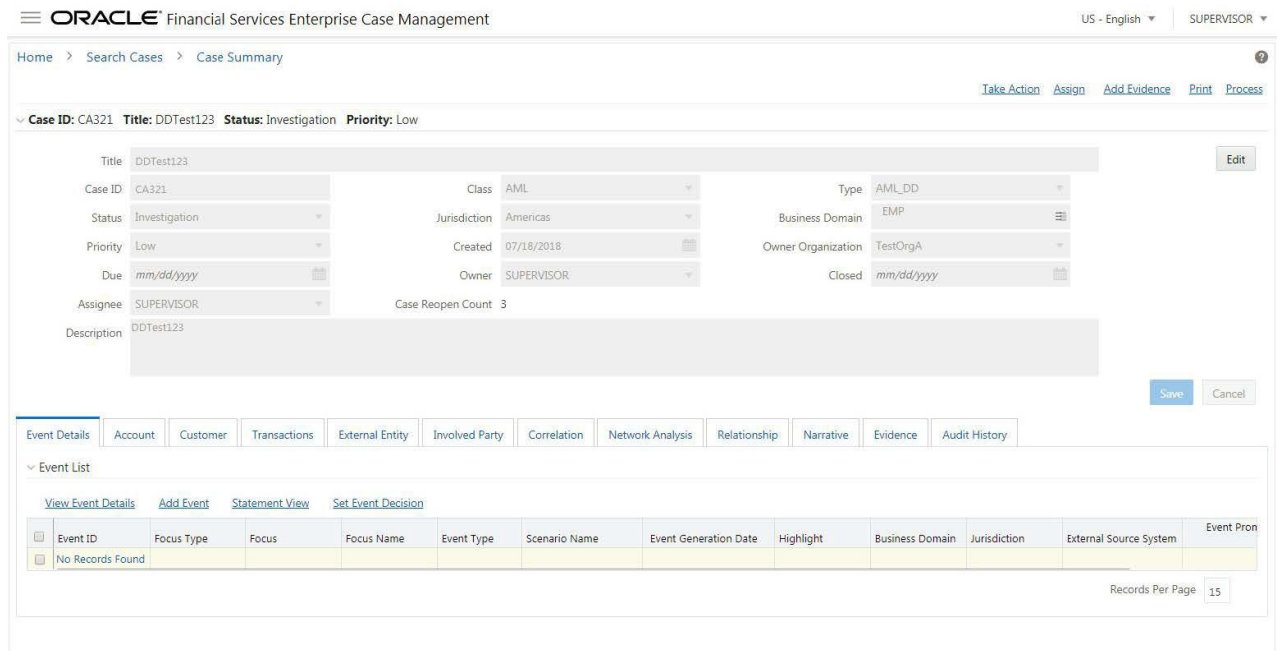 ORACLE Financial Services Enterprise Case Management US - English SUPERVISOR
Home > Search Cases > Case Summary
Take Action Assign Add Evidence Print Process
Case ID: CA321 Title: DDTest123 Status: Investigation Priority: Low
Title DDTest123 Edit
Case ID CA321 Class AML Type AML_DD
Status Investigation Jurisdiction Americas Business Domain EMP
Priority Low Created 07/18/2018 Owner Organization TestOrgA
Due mm/dd/yyyy Owner SUPERVISOR Closed mm/dd/yyyy
Assignee SUPERVISOR Case Reopen Count 3
Description DDTest123
Save Cancel
Event Details Account Customer Transactions External Entity Involved Party Correlation Network Analysis Relationship Narrative Evidence Audit History
Event List
View Event Details Add Event Statement View Set Event Decision
Event ID Focus Type Focus Focus Name Event Type Scenario Name Event Generation Date Highlight Business Domain Jurisdiction External Source System Event Pron
No Records Found
Records Per Page 15